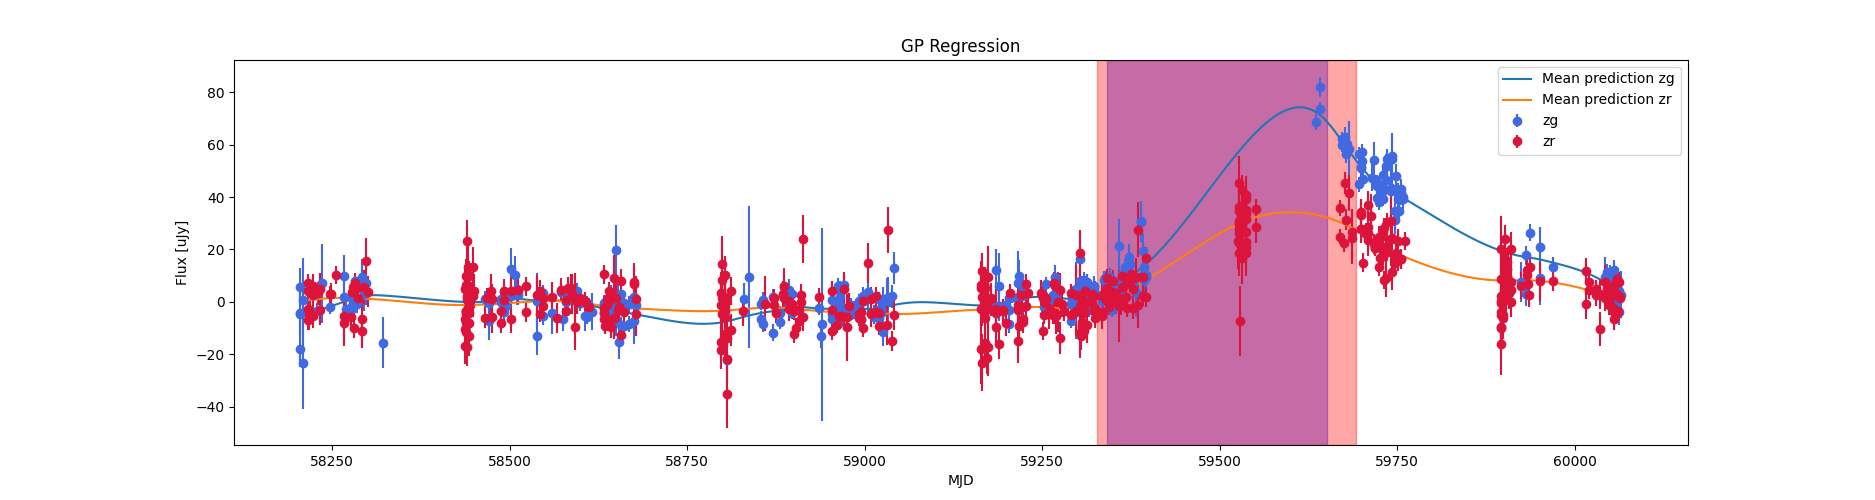 GP Regression
Mean prediction zg
Mean prediction zr
zg
zr
Flux [uJy]
80
60
40
20
0
−20
−40
58250 58500 58750 59000 59250 59500 59750 60000
MJD